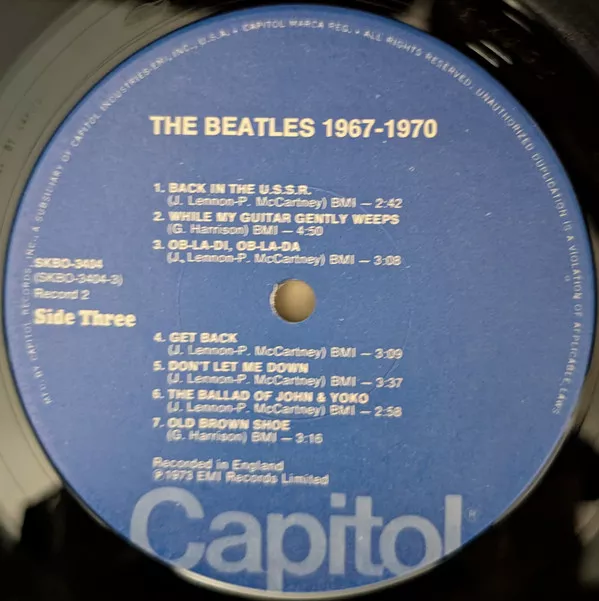 MFD. BY CAPITOL RECORDS, INC., A SUBSIDIARY OF CAPITOL INDUSTRIES-EMI, INC., U.S.A. • CAPITOL MARCA REG. • ALL RIGHTS RESERVED. UNAUTHORIZED DUPLICATION IS A VIOLATION OF APPLICABLE LAWS
THE BEATLES 1967-1970
1. BACK IN THE U.S.S.R.
(J. Lennon-P. McCartney) BMI — 2:42
2. WHILE MY GUITAR GENTLY WEEPS
(G. Harrison) BMI — 4:50
3. OB-LA-DI, OB-LA-DA
(J. Lennon-P. McCartney) BMI — 3:08
SKBO-3404
(SKBO-3404-3)
Record 2
Side Three
4. GET BACK
(J. Lennon-P. McCartney) BMI — 3:09
5. DON'T LET ME DOWN
(J. Lennon-P. McCartney) BMI — 3:37
6. THE BALLAD OF JOHN & YOKO
(J. Lennon-P. McCartney) BMI — 2:58
7. OLD BROWN SHOE
(G. Harrison) BMI — 3:16
Recorded in England
℗1973 EMI Records Limited
Capitol®